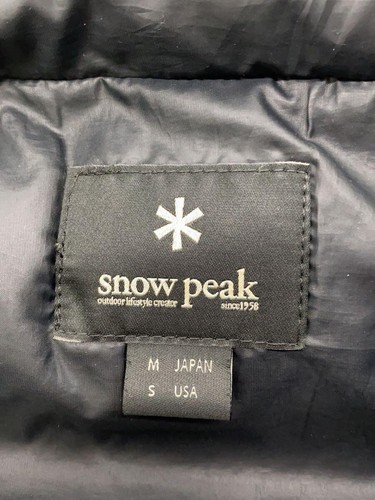 snow peak
outdoor lifestyle creator since1958
M JAPAN
S USA